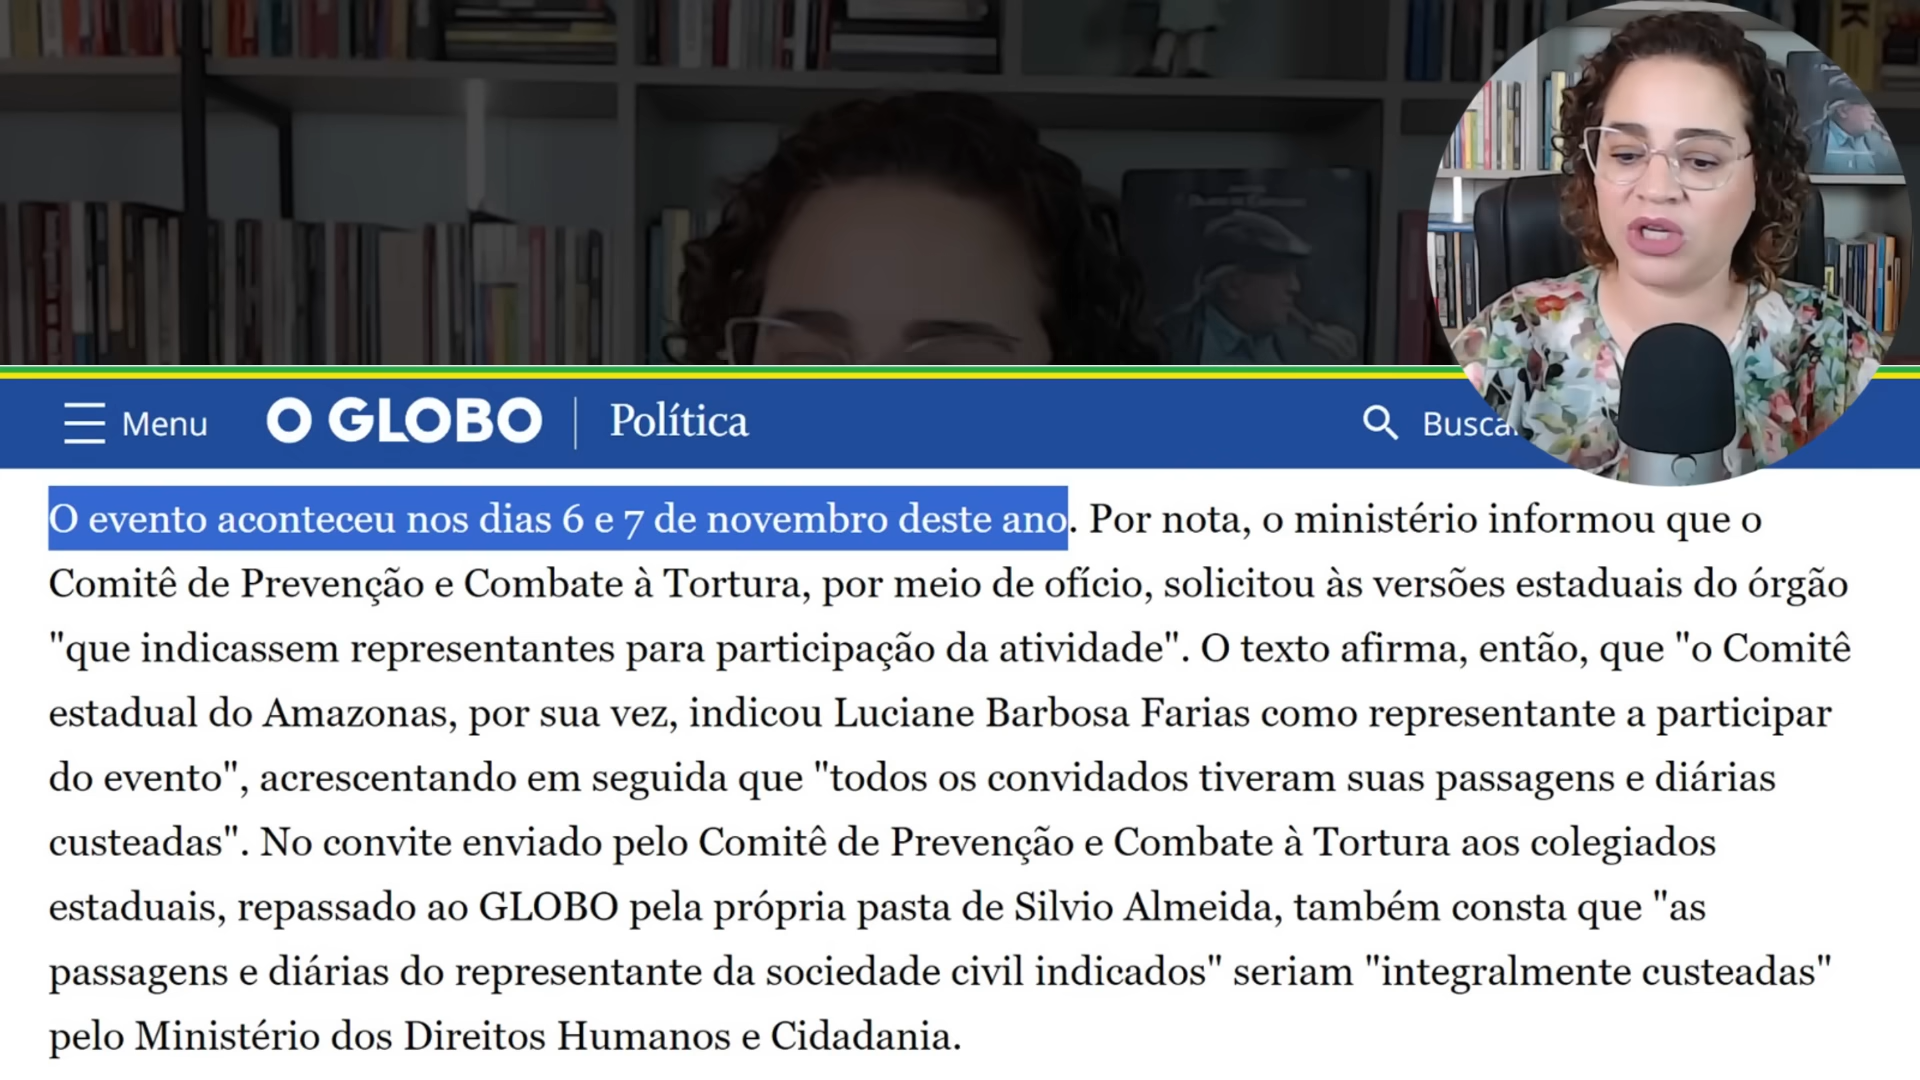 Menu O GLOBO Política Busca
O evento aconteceu nos dias 6 e 7 de novembro deste ano. Por nota, o ministério informou que o
Comitê de Prevenção e Combate à Tortura, por meio de ofício, solicitou às versões estaduais do órgão
"que indicassem representantes para participação da atividade". O texto afirma, então, que "o Comitê
estadual do Amazonas, por sua vez, indicou Luciane Barbosa Farias como representante a participar
do evento", acrescentando em seguida que "todos os convidados tiveram suas passagens e diárias
custeadas". No convite enviado pelo Comitê de Prevenção e Combate à Tortura aos colegiados
estaduais, repassado ao GLOBO pela própria pasta de Silvio Almeida, também consta que "as
passagens e diárias do representante da sociedade civil indicados" seriam "integralmente custeadas"
pelo Ministério dos Direitos Humanos e Cidadania.